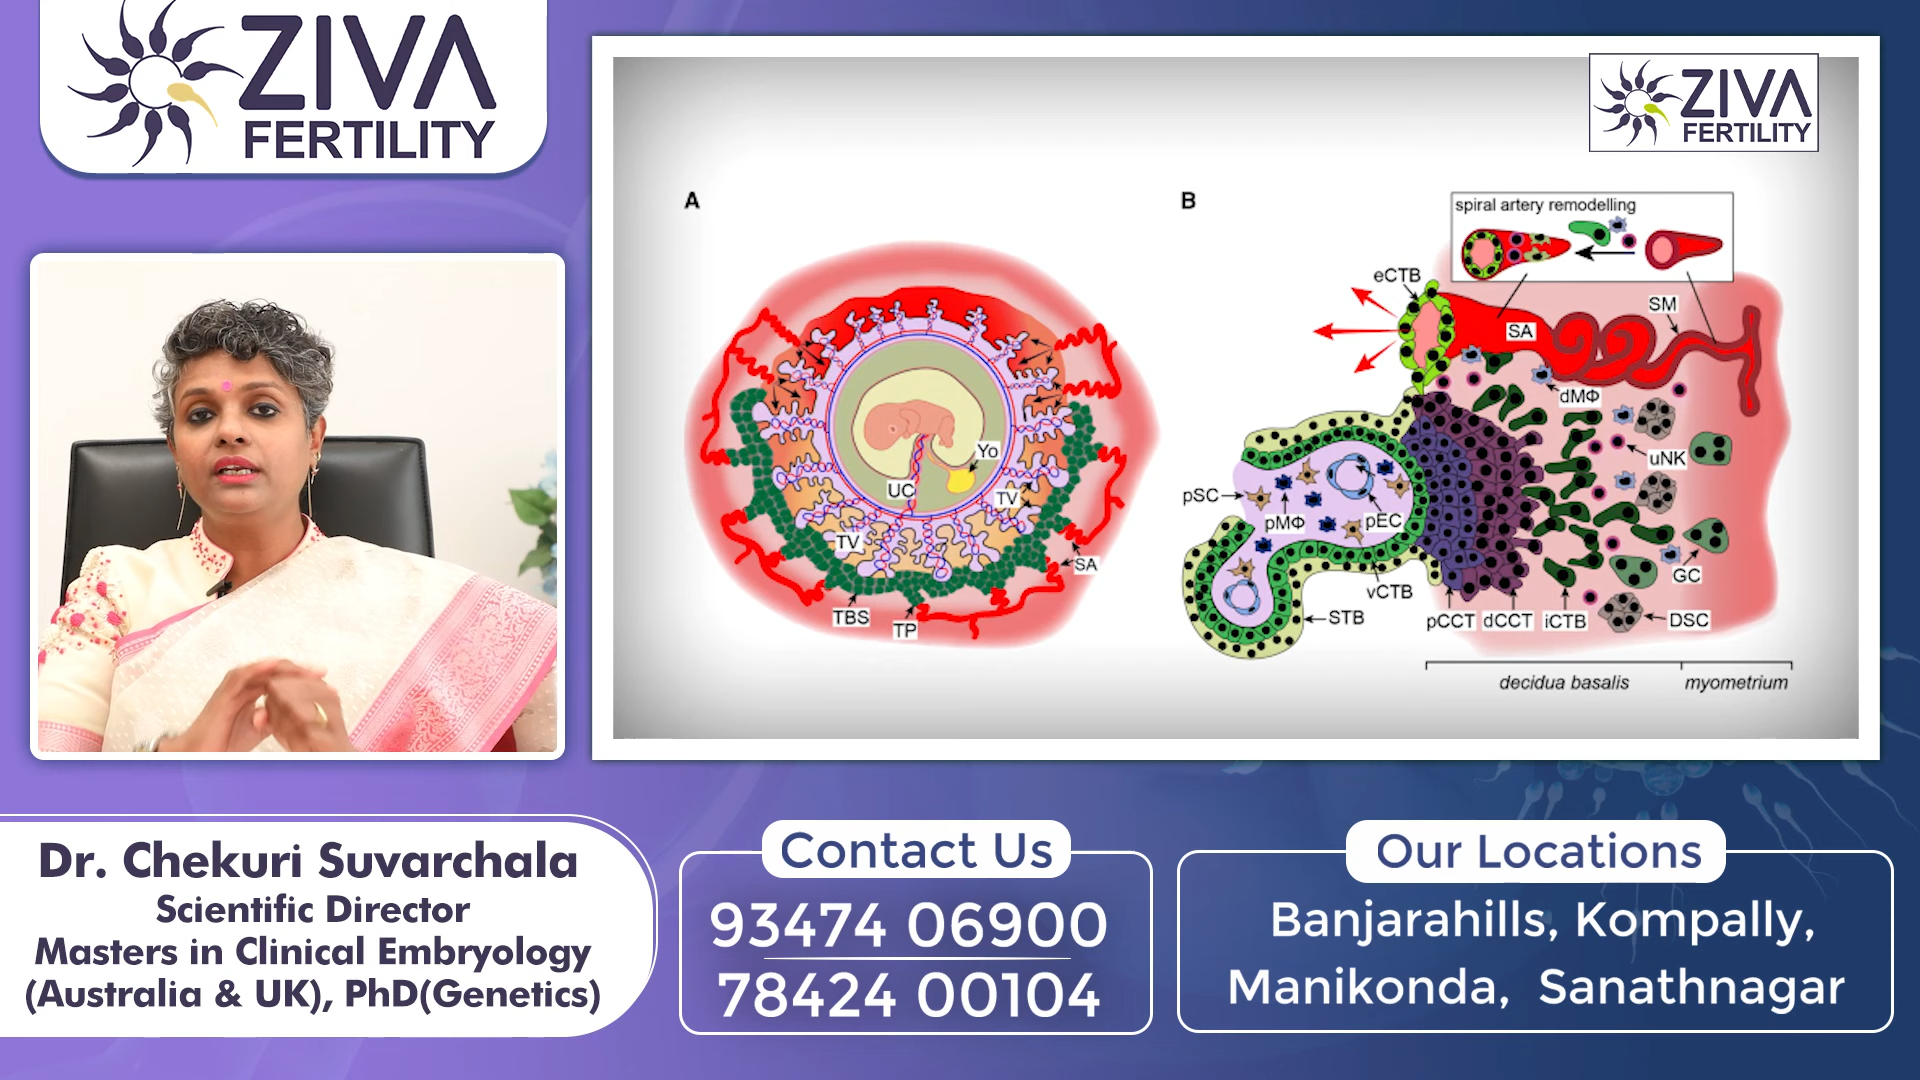 ZIVA
FERTILITY
ZIVA
FERTILITY
A
Yo
UC
TV
TV
SA
TBS
TP
B
spiral artery remodelling
eCTB
SM
SA
dMΦ
uNK
pSC
pMΦ
pEC
GC
vCTB
STB
pCCT dCCT iCTB
DSC
decidua basalis
myometrium
Dr. Chekuri Suvarchala
Scientific Director
Masters in Clinical Embryology
(Australia & UK), PhD(Genetics)
Contact Us
93474 06900
78424 00104
Our Locations
Banjarahills, Kompally,
Manikonda, Sanathnagar